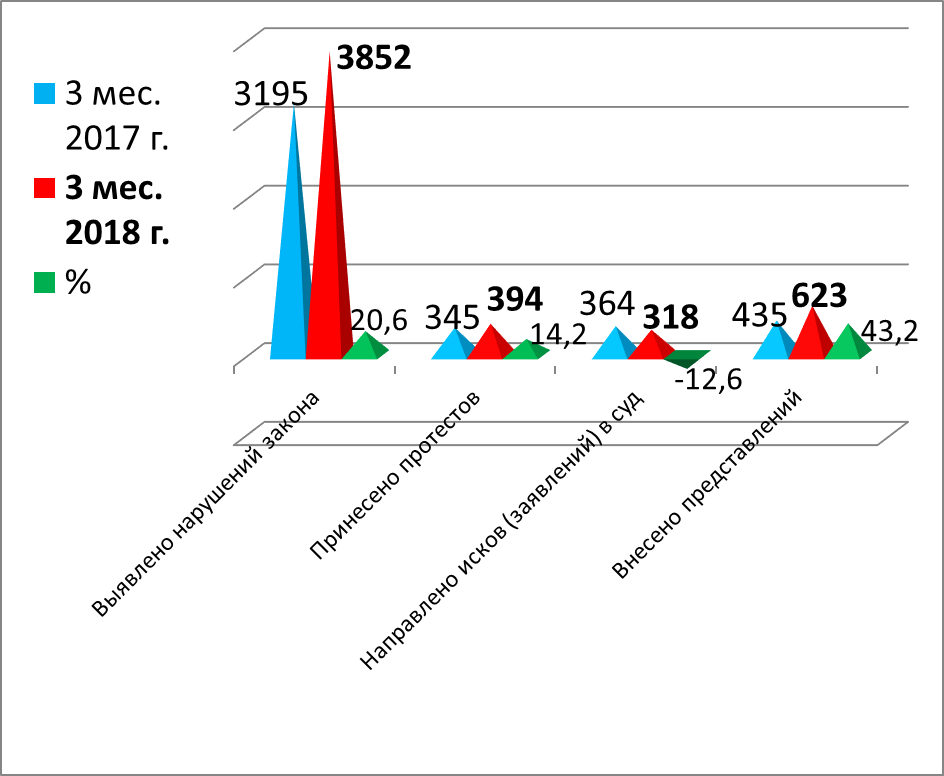 3 мес.
2017 г.
3 мес.
2018 г.
%
3195
3852
20,6
345
394
14,2
364
318
-12,6
435
623
43,2
Выявлено нарушений закона
Принесено протестов
Направлено исков (заявлений) в суд
Внесено представлений